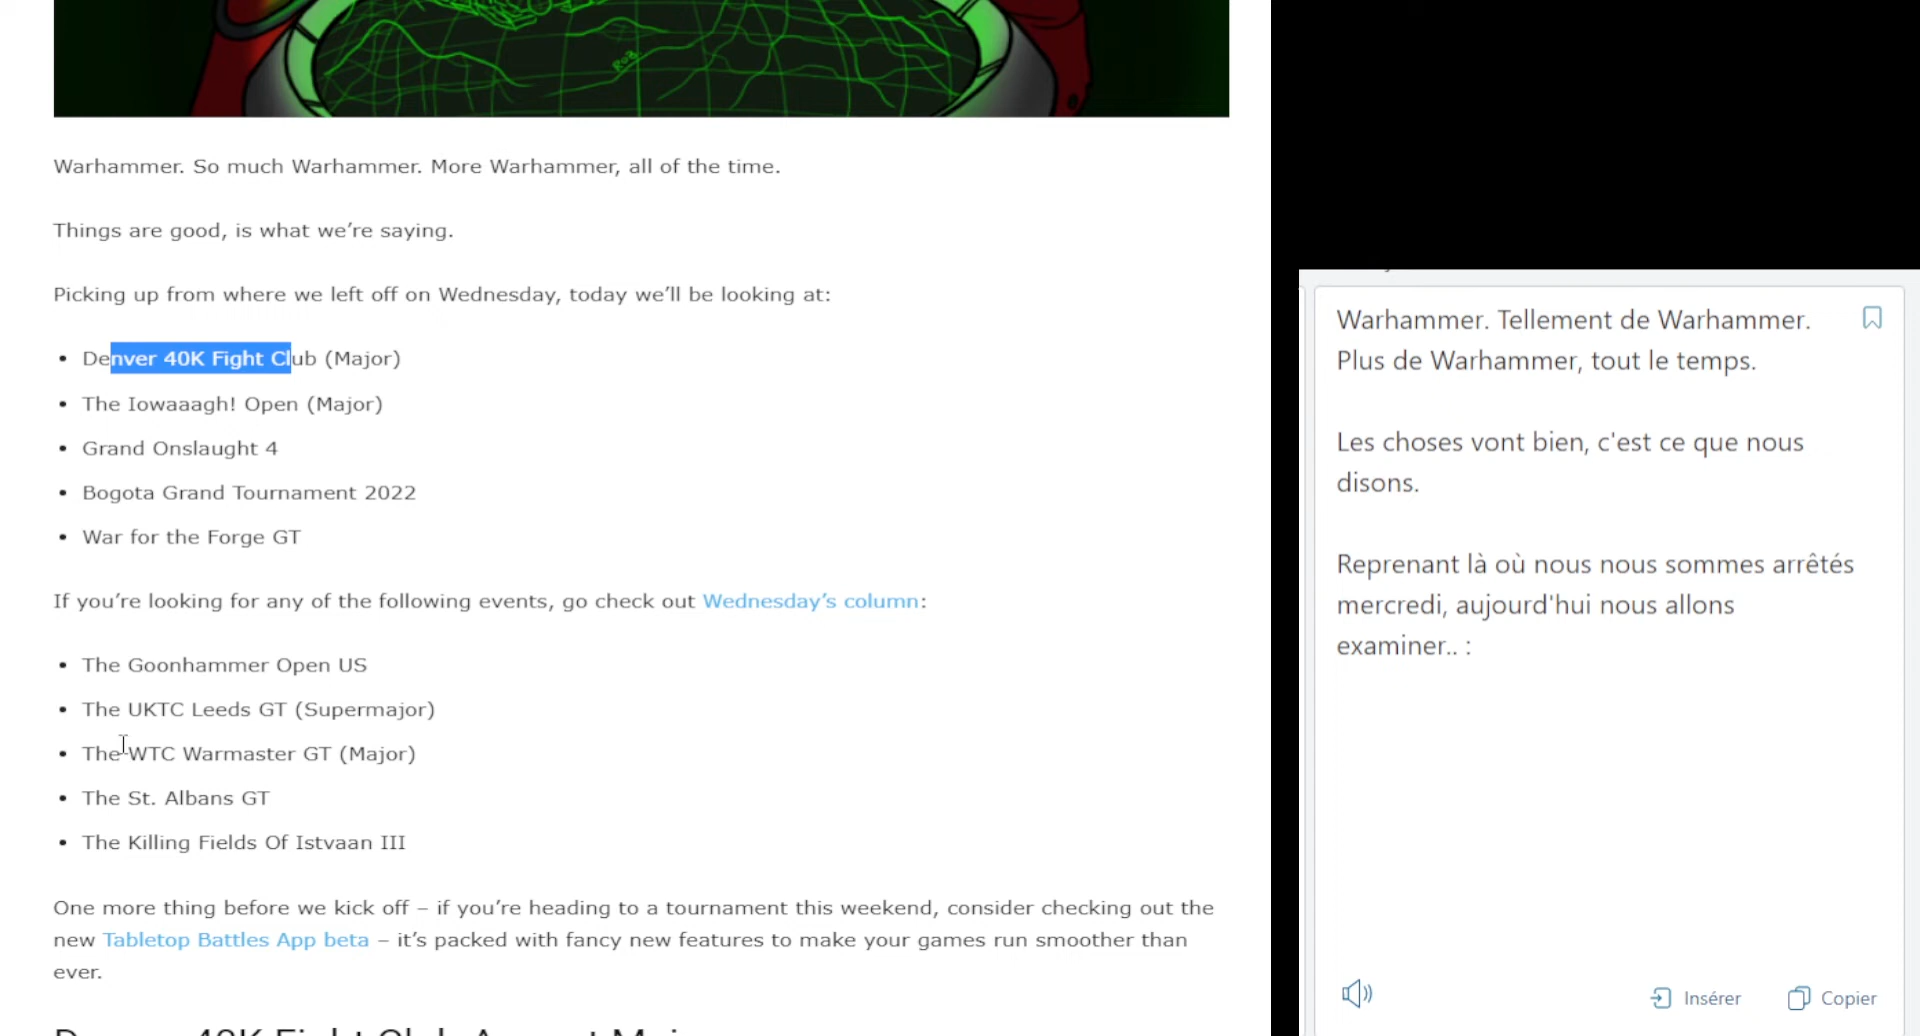 ROB
Warhammer. So much Warhammer. More Warhammer, all of the time.
Things are good, is what we’re saying.
Picking up from where we left off on Wednesday, today we’ll be looking at:
• Denver 40K Fight Club (Major)
• The Iowaaagh! Open (Major)
• Grand Onslaught 4
• Bogota Grand Tournament 2022
• War for the Forge GT
If you’re looking for any of the following events, go check out Wednesday’s column:
• The Goonhammer Open US
• The UKTC Leeds GT (Supermajor)
• The WTC Warmaster GT (Major)
• The St. Albans GT
• The Killing Fields Of Istvaan III
One more thing before we kick off – if you’re heading to a tournament this weekend, consider checking out the
new Tabletop Battles App beta – it’s packed with fancy new features to make your games run smoother than
ever.
Warhammer. Tellement de Warhammer.
Plus de Warhammer, tout le temps.
Les choses vont bien, c'est ce que nous
disons.
Reprenant là où nous nous sommes arrêtés
mercredi, aujourd'hui nous allons
examiner.. :
Insérer
Copier